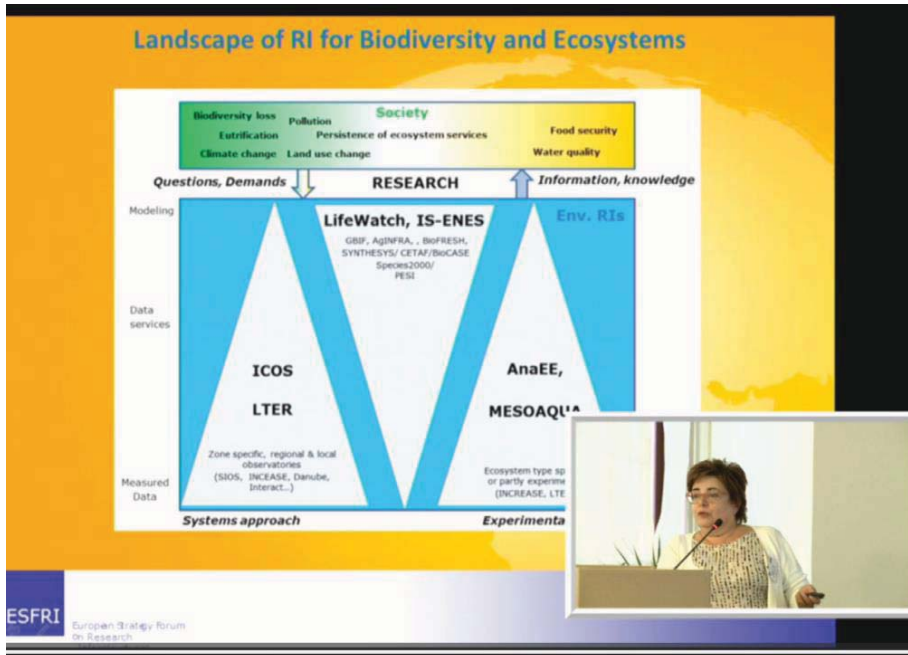 Landscape of RI for Biodiversity and Ecosystems
Society
Biodiversity loss
Pollution
Eutrification
Persistence of ecosystem services
Food security
Climate change
Land use change
Water quality
Questions, Demands
RESEARCH
Information, knowledge
Modeling
Env. RIs
LifeWatch, IS-ENES
GBIF, AgINFRA, , BioFRESH,
SYNTHESYS/ CETAF/BioCASE
Species2000/
PESI
Data
services
ICOS
LTER
AnaEE,
MESOAQUA
Zone specific, regional & local
observatories
(SIOS, INCEASE, Danube,
Interact..)
Ecosystem type sp
or partly experime
(INCREASE, LTE
Measured
Data
Systems approach
Experimenta
ESFRI
European Strategy Forum
on Research